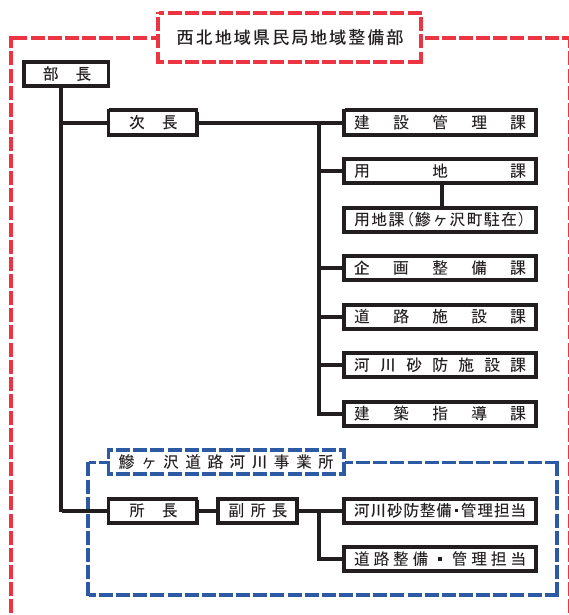 西北地域県民局地域整備部
部長
次長
建設管理課
用地課
用地課(鰺ヶ沢町駐在)
企画整備課
道路施設課
河川砂防施設課
建築指導課
鰺ヶ沢道路河川事業所
所長
副所長
河川砂防整備・管理担当
道路整備・管理担当